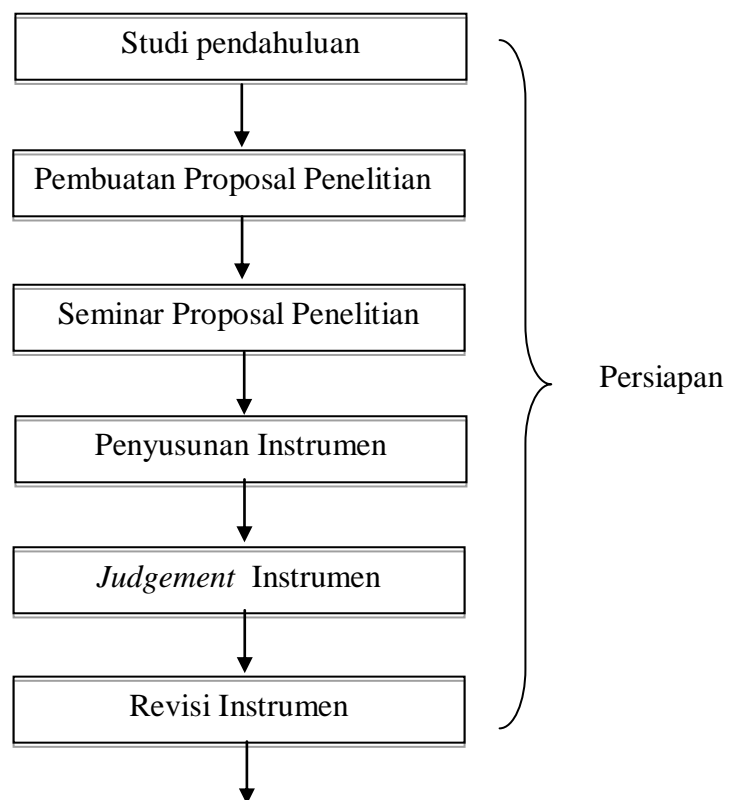 Studi pendahuluan
Pembuatan Proposal Penelitian
Seminar Proposal Penelitian
Persiapan
Penyusunan Instrumen
Judgement Instrumen
Revisi Instrumen